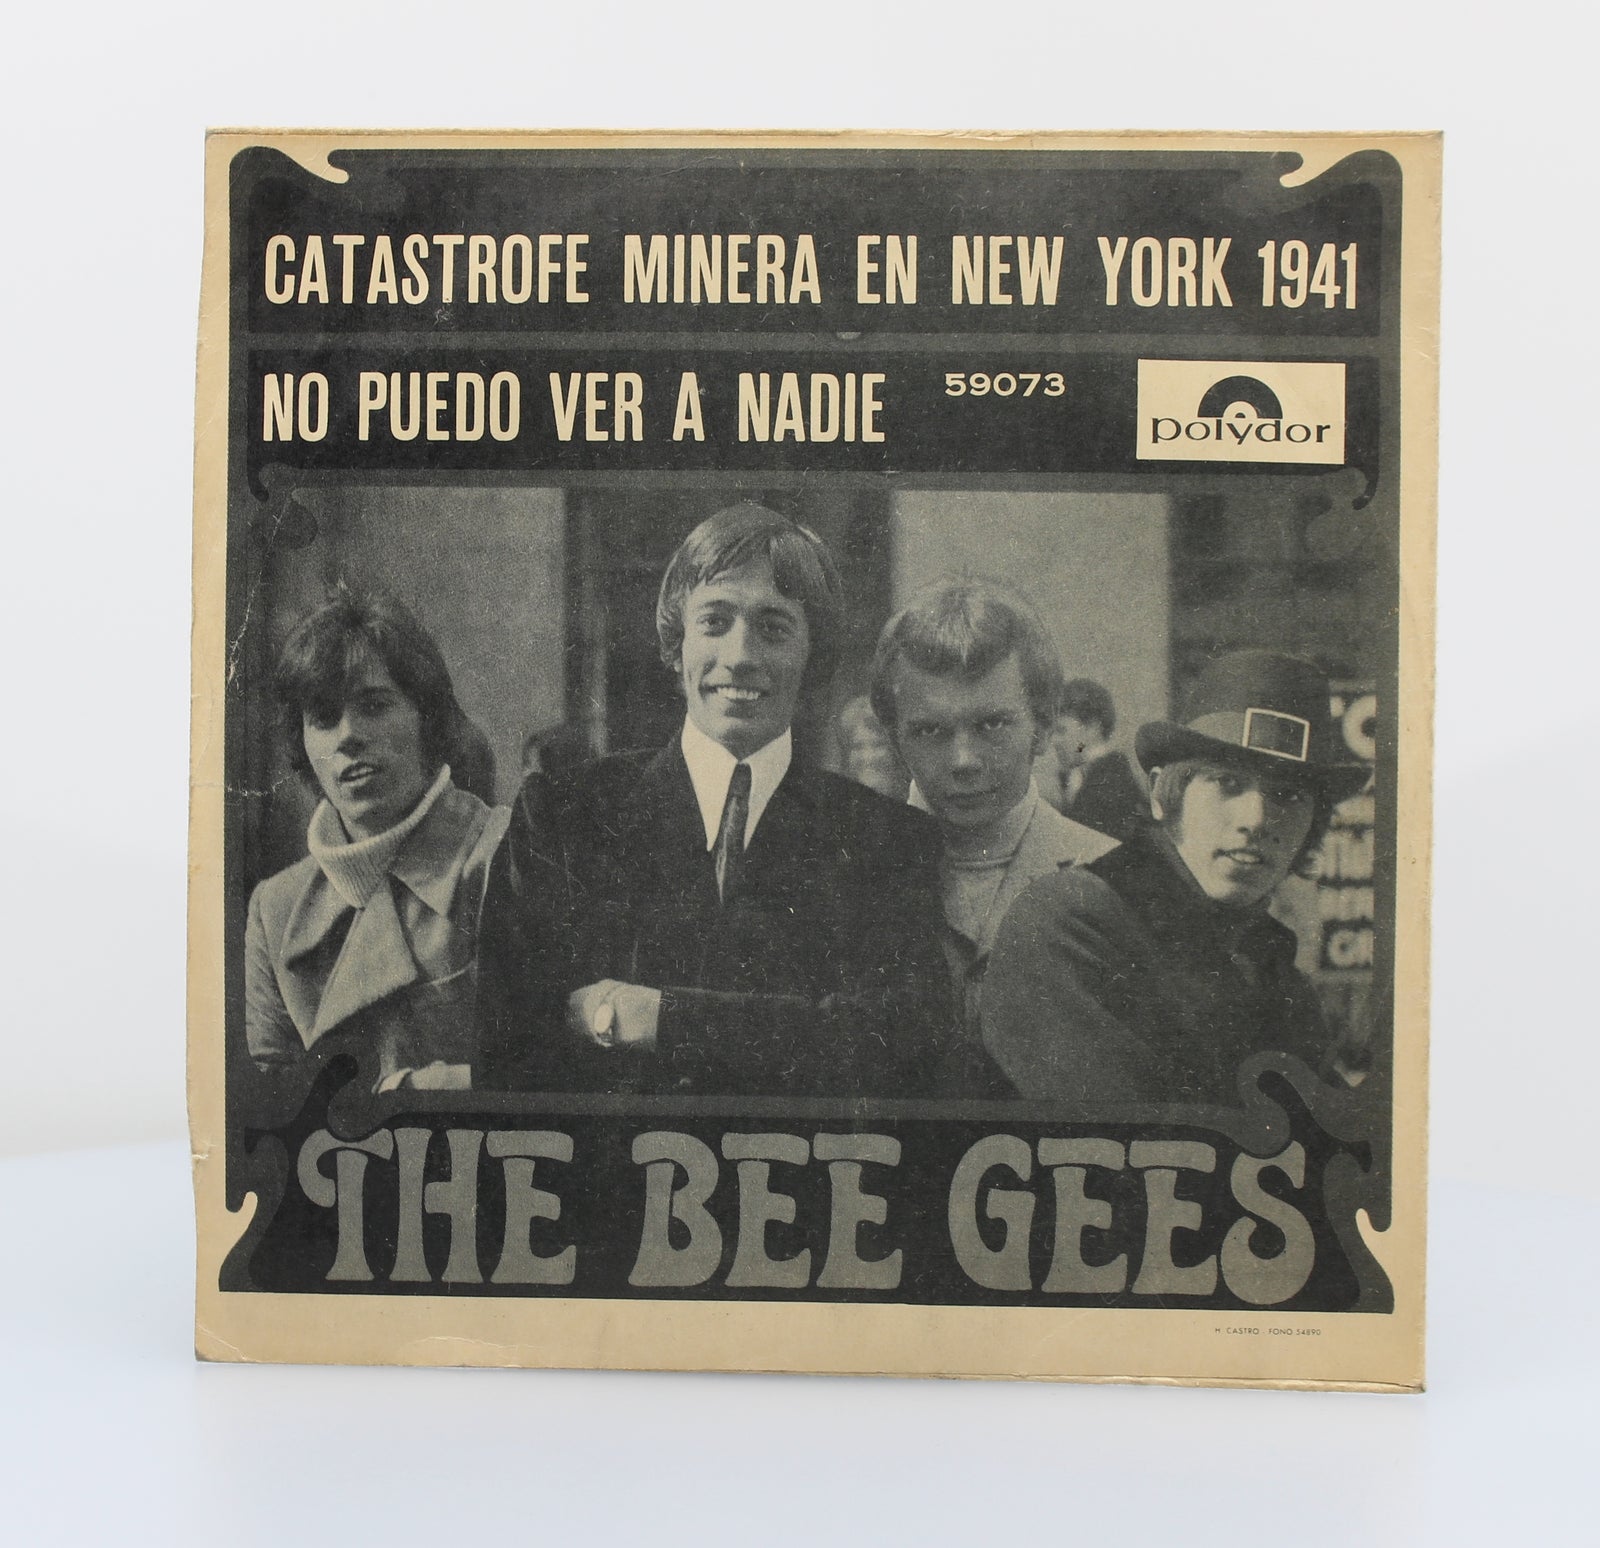 CATASTROFE MINERA EN NEW YORK 1941
NO PUEDO VER A NADIE
59073
polydor
THE BEE GEES
H. CASTRO - FONO 54890